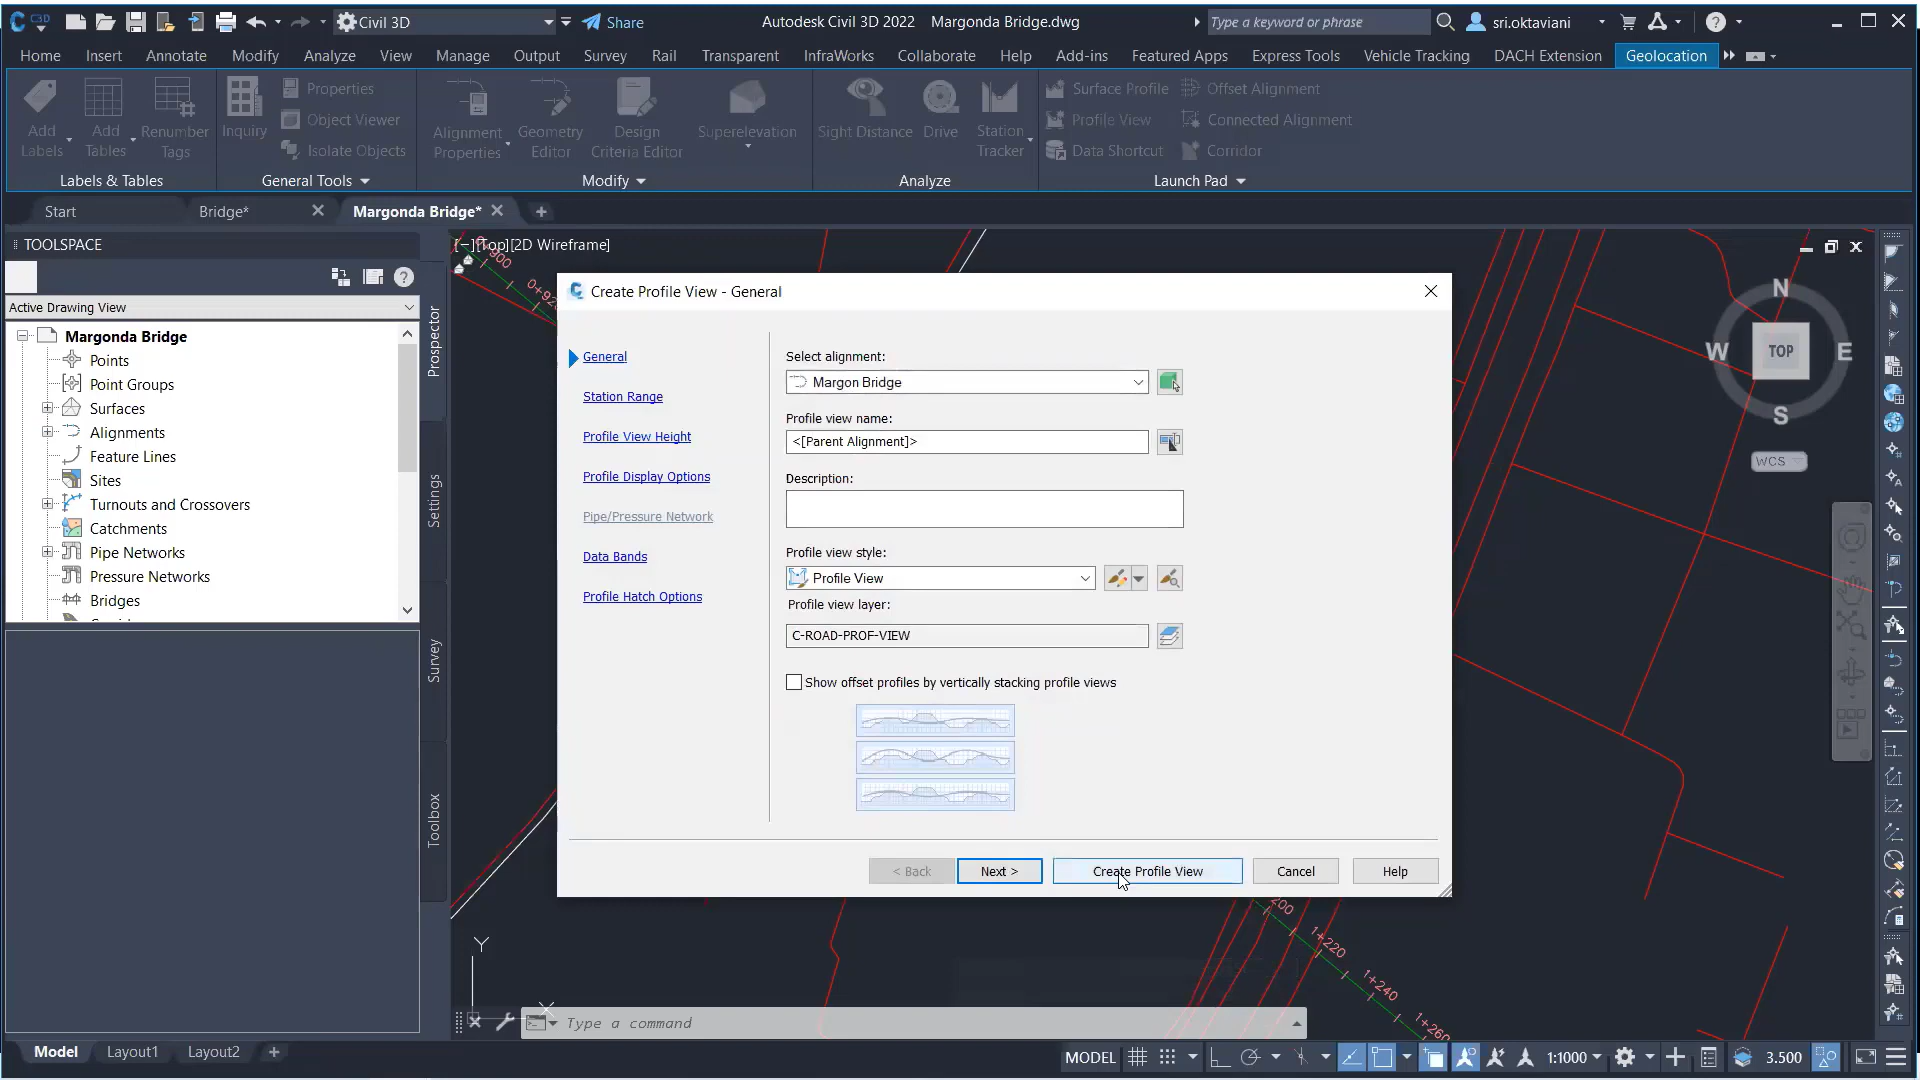 C 3D Civil 3D Share Autodesk Civil 3D 2022 Margonda Bridge.dwg Type a keyword or phrase sri.oktaviani
Home Insert Annotate Modify Analyze View Manage Output Survey Rail Transparent InfraWorks Collaborate Help Add-ins Featured Apps Express Tools Vehicle Tracking DACH Extension Geolocation
Add Labels
Add Tables
Renumber Tags
Inquiry
Properties
Object Viewer
Isolate Objects
Alignment Properties
Geometry Editor
Design Criteria Editor
Superelevation
Sight Distance
Drive
Station Tracker
Surface Profile
Offset Alignment
Profile View
Connected Alignment
Data Shortcut
Corridor
Labels & Tables General Tools Modify Analyze Launch Pad
Start Bridge* Margonda Bridge*
TOOLSPACE
[−][Top][2D Wireframe]
Active Drawing View
Margonda Bridge
Points
Point Groups
Surfaces
Alignments
Feature Lines
Sites
Turnouts and Crossovers
Catchments
Pipe Networks
Pressure Networks
Bridges
Prospector
Settings
Survey
Toolbox
Create Profile View - General
General
Station Range
Profile View Height
Profile Display Options
Pipe/Pressure Network
Data Bands
Profile Hatch Options
Select alignment:
Margon Bridge
Profile view name:
<[Parent Alignment]>
Description:
Profile view style:
Profile View
Profile view layer:
C-ROAD-PROF-VIEW
Show offset profiles by vertically stacking profile views
< Back Next > Create Profile View Cancel Help
N
W TOP E
S
WCS
1+220
1+240
1+260
Y
X
Type a command
Model Layout1 Layout2
MODEL 1:1000 3.500